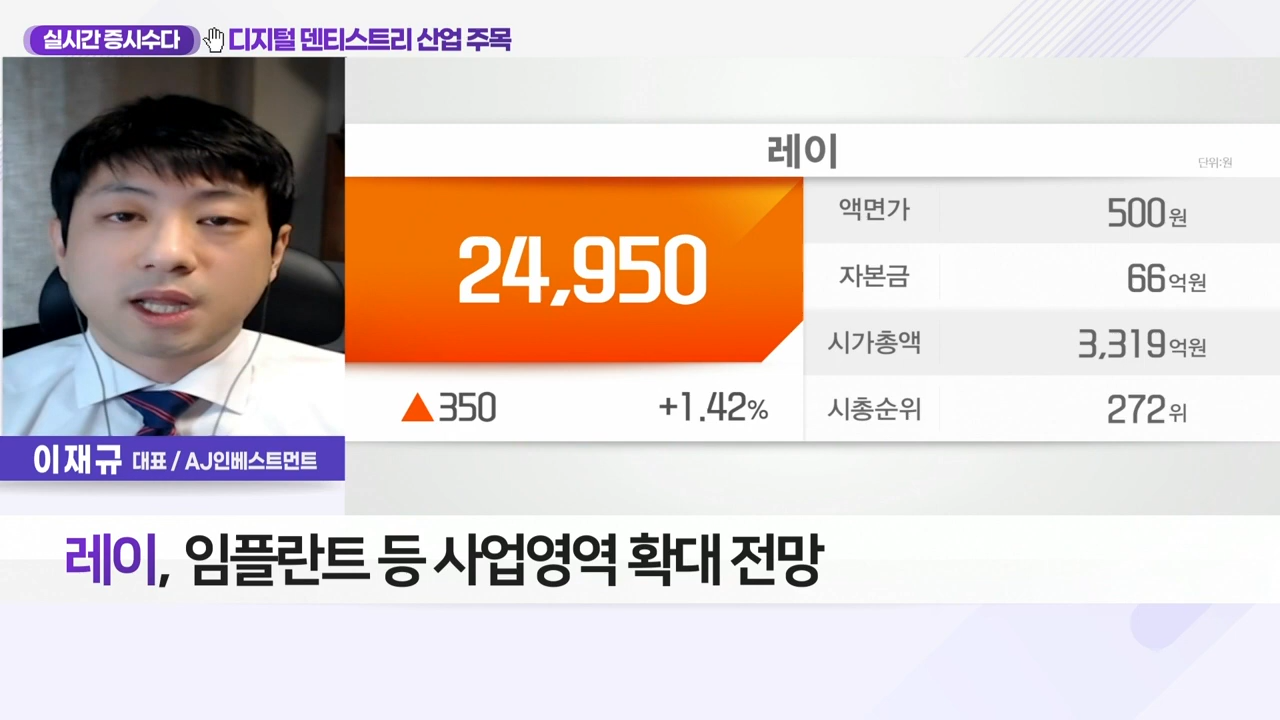 실시간 증시수다 디지털 덴티스트리 산업 주목
레이
단위:원
24,950
▲350 +1.42%
액면가 500원
자본금 66억원
시가총액 3,319억원
시총순위 272위
이재규 대표 / AJ인베스트먼트
레이, 임플란트 등 사업영역 확대 전망